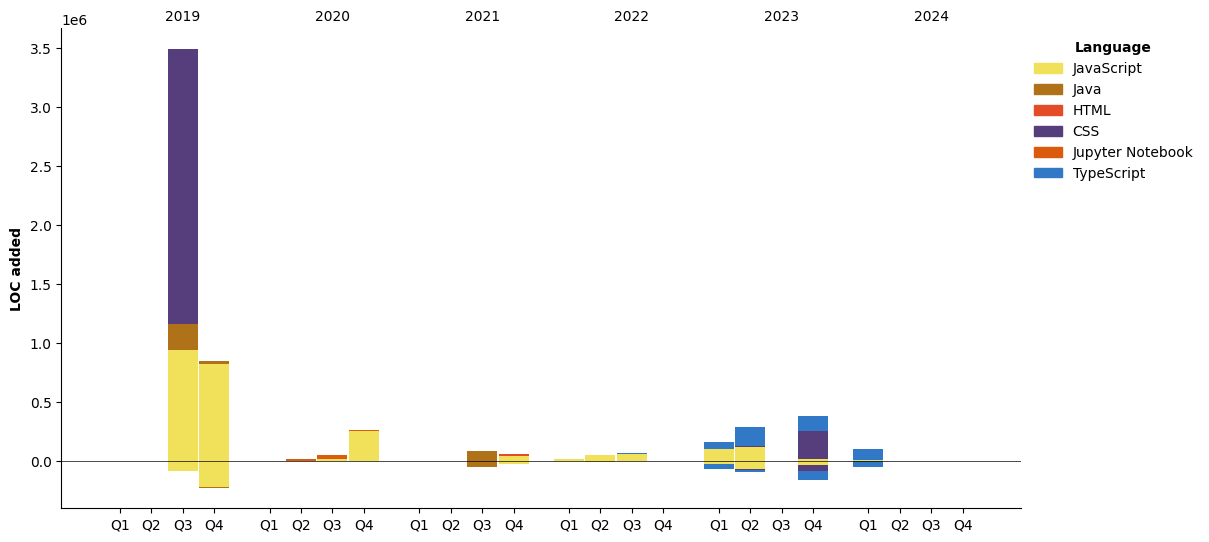 1e6
2019 2020 2021 2022 2023 2024
Language
JavaScript
Java
HTML
CSS
Jupyter Notebook
TypeScript
LOC added
3.5
3.0
2.5
2.0
1.5
1.0
0.5
0.0
Q1 Q2 Q3 Q4 Q1 Q2 Q3 Q4 Q1 Q2 Q3 Q4 Q1 Q2 Q3 Q4 Q1 Q2 Q3 Q4 Q1 Q2 Q3 Q4